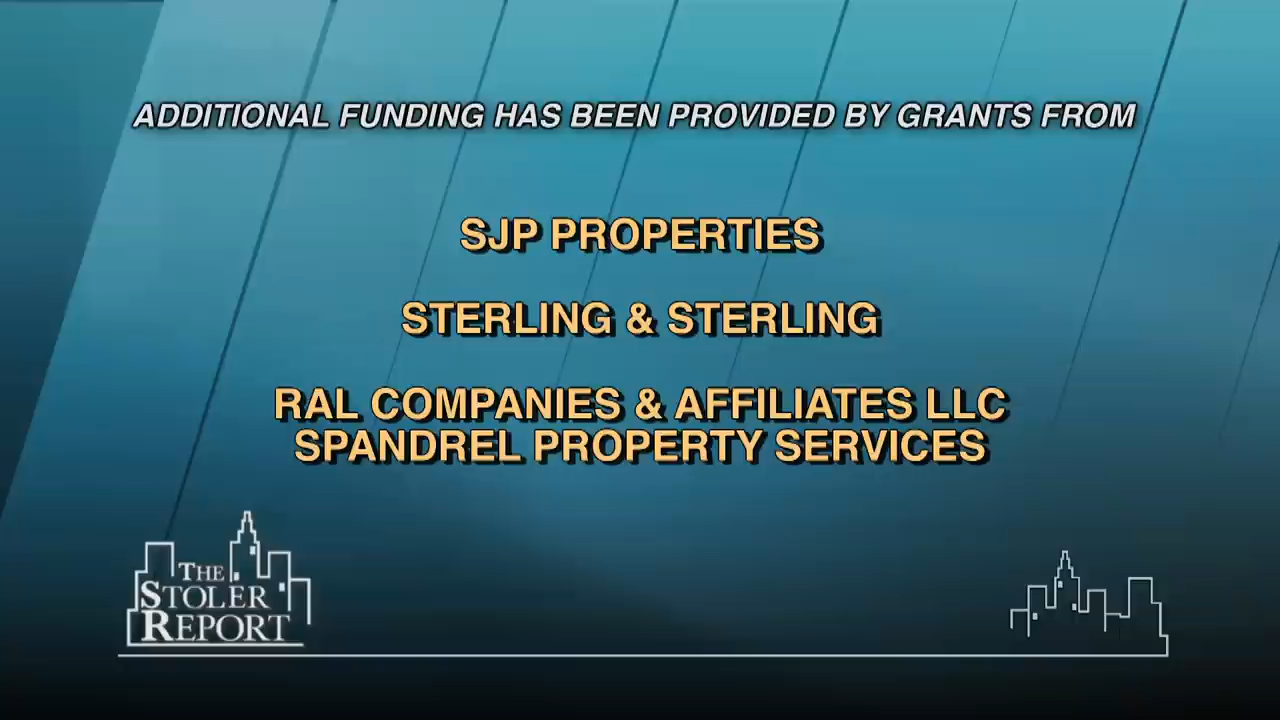 ADDITIONAL FUNDING HAS BEEN PROVIDED BY GRANTS FROM
SJP PROPERTIES
STERLING & STERLING
RAL COMPANIES & AFFILIATES LLC
SPANDREL PROPERTY SERVICES
THE
STOLER
REPORT